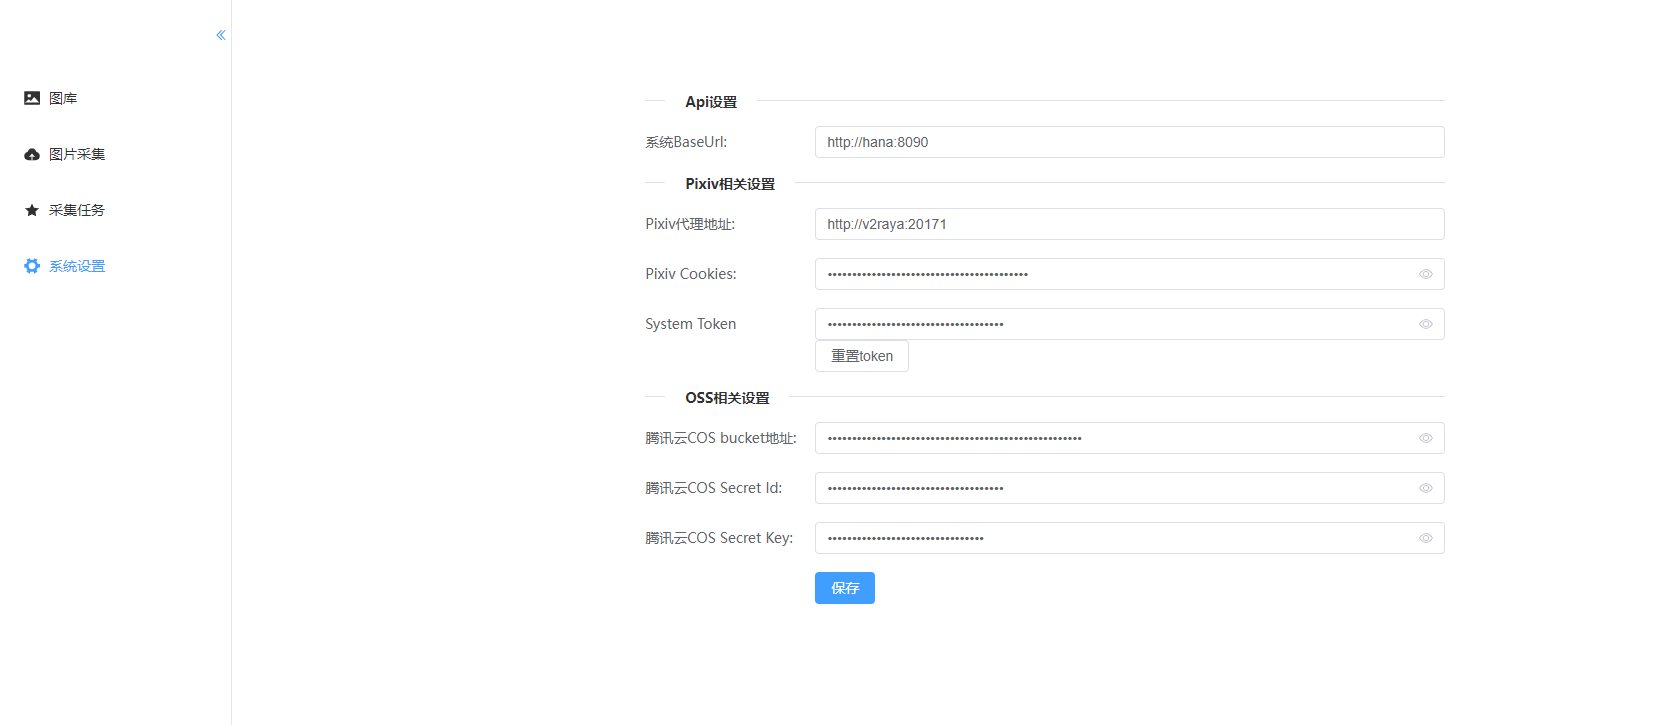 图库
图片采集
采集任务
系统设置
Api设置
系统BaseUrl: http://hana:8090
Pixiv相关设置
Pixiv代理地址: http://v2raya:20171
Pixiv Cookies:
System Token
重置token
OSS相关设置
腾讯云COS bucket地址:
腾讯云COS Secret Id:
腾讯云COS Secret Key:
保存